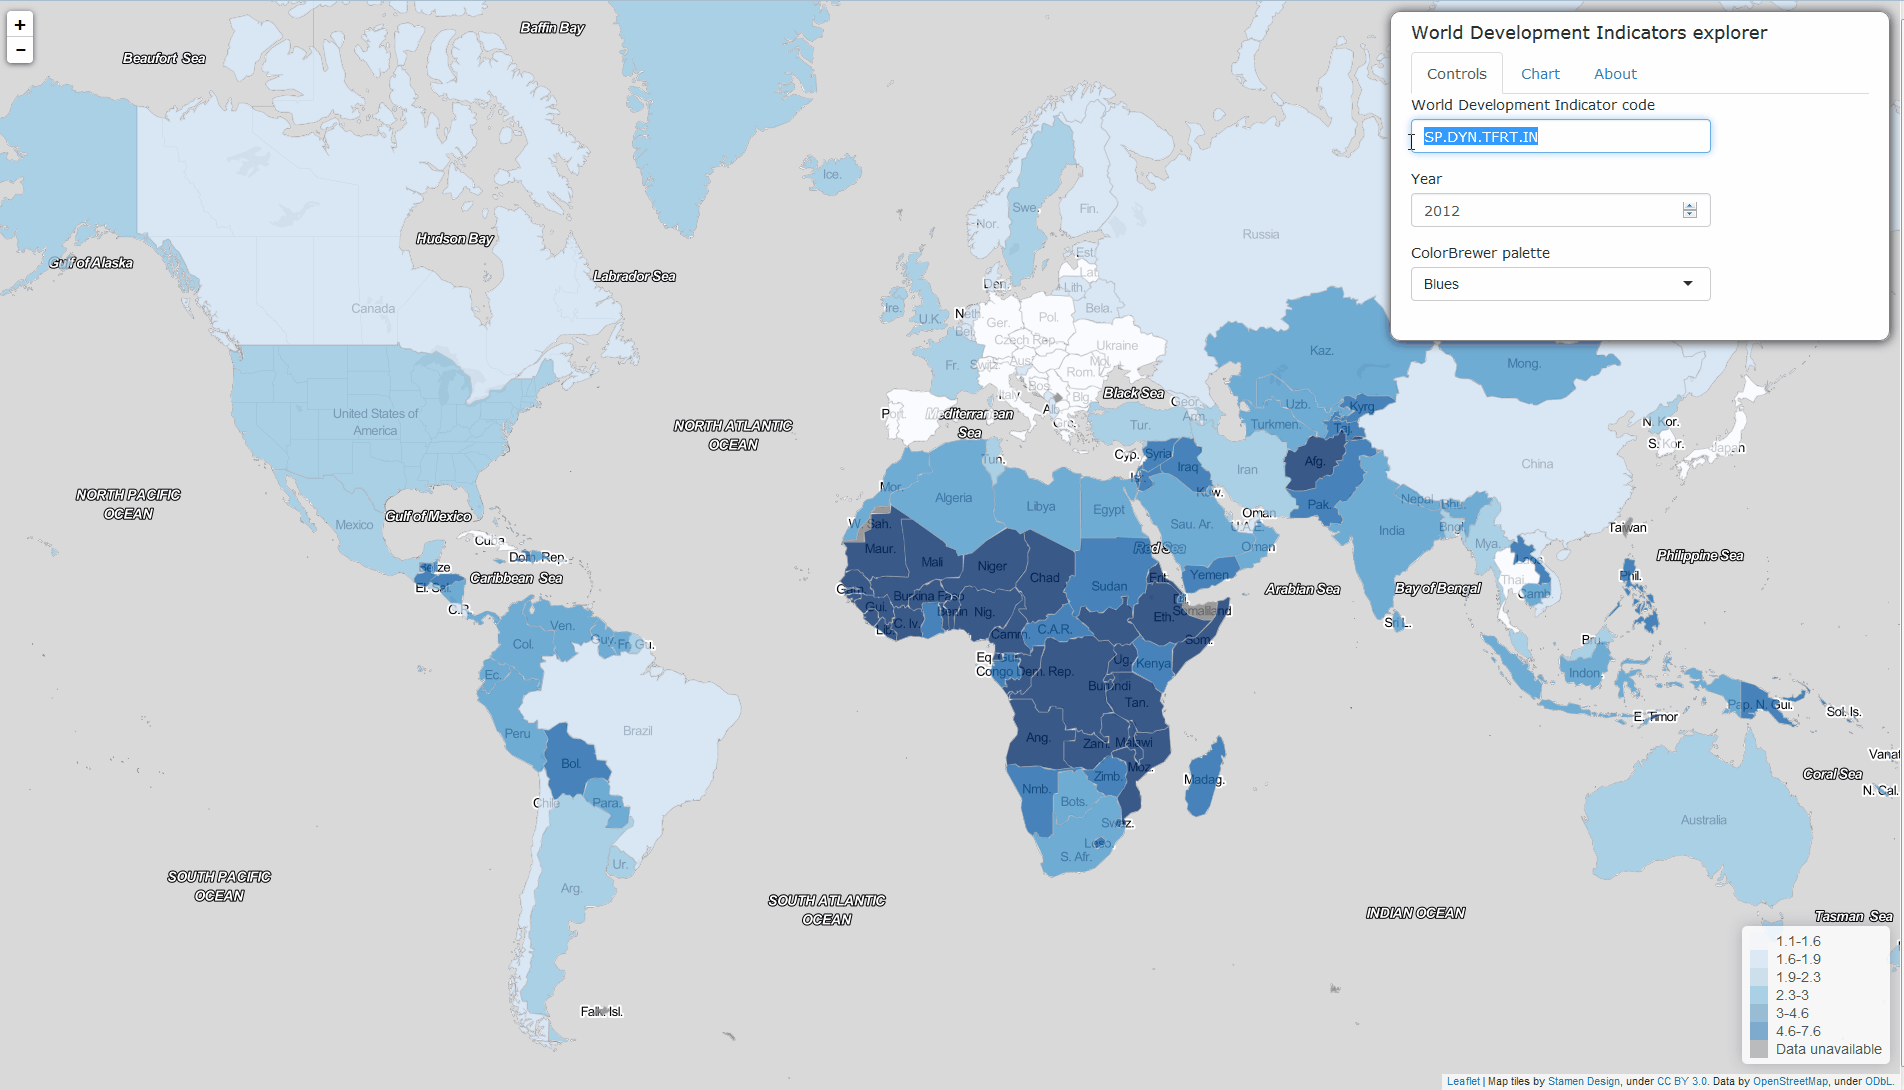 +
−
World Development Indicators explorer
Controls
Chart
About
World Development Indicator code
SP.DYN.TFRT.IN
Year
2012
ColorBrewer palette
Blues
Baffin Bay
Beaufort Sea
Ice.
Swe.
Nor.
Fin.
Russia
Hudson Bay
Gulf of Alaska
Labrador Sea
Est.
Lat
Lith.
Den.
Canada
Ire.
U.K.
Neth.
Bel.
Ger.
Pol.
Bela.
Czech Rep.
Ukraine
Fr.
Switz.
Aus.
Mol.
Rom.
Bos.
Italy
Blg.
Kaz.
Mong.
Black Sea
Geor.
Arm.
Uzb.
Kyrg.
Turkmen.
Taj.
United States of
America
NORTH ATLANTIC
OCEAN
Port.
Mediterranean
Sea
Alb.
Gre.
Tur.
N. Kor.
S. Kor.
Japan
Tun.
Cyp.
Syria
Iraq
Iran
Afg.
China
Is.
Kuw.
Mor.
Algeria
Libya
Egypt
Sau. Ar.
Oman
U.A.E.
Pak.
Nepal
Bhu.
India
Bngl.
Mya.
Taiwan
NORTH PACIFIC
OCEAN
Mexico
Gulf of Mexico
Cuba
Dom. Rep.
Belize
Caribbean Sea
El. Sal.
C.R.
W. Sah.
Maur.
Mali
Niger
Chad
Sudan
Red Sea
Erit.
Yemen
Oman
Arabian Sea
Bay of Bengal
Laos
Thai.
Camb.
Phil.
Philippine Sea
Gam.
Gui.
Burkina Faso
Benin
Nig.
Lib.
C. Iv.
Camm.
C.A.R.
Eth.
Dji.
Somaliland
Som.
Sri L.
Bru.
Ven.
Guy.
Fr. Gu.
Col.
Ec.
Eq. Gui.
Congo
Dem. Rep.
Ug.
Kenya
Burundi
Tan.
Indon.
Pap. N. Gui.
E. Timor
Sol. Is.
Peru
Brazil
Ang.
Zam.
Malawi
Moz.
Vanat
Bol.
Nmb.
Zimb.
Madag.
Coral Sea
N. Cal.
Chile
Para.
Bots.
Swaz.
Leso.
S. Afr.
Australia
Ur.
Arg.
SOUTH PACIFIC
OCEAN
SOUTH ATLANTIC
OCEAN
INDIAN OCEAN
Tasman Sea
Falk. Isl.
1.1-1.6
1.6-1.9
1.9-2.3
2.3-3
3-4.6
4.6-7.6
Data unavailable
Leaflet | Map tiles by Stamen Design, under CC BY 3.0. Data by OpenStreetMap, under ODbL.